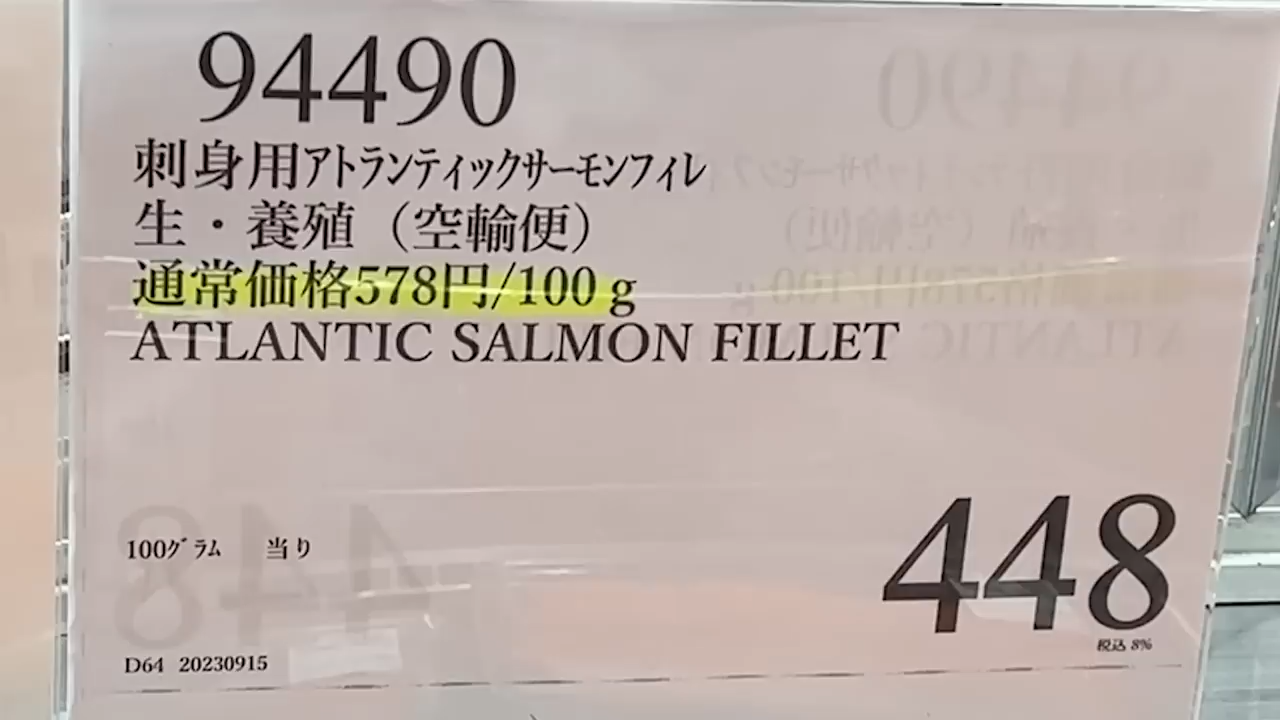 94490
刺身用アトランティックサーモンフィレ
生・養殖（空輸便）
通常価格578円/100ｇ
ATLANTIC SALMON FILLET
100グラム 当り
448
税込 8%
D64 20230915